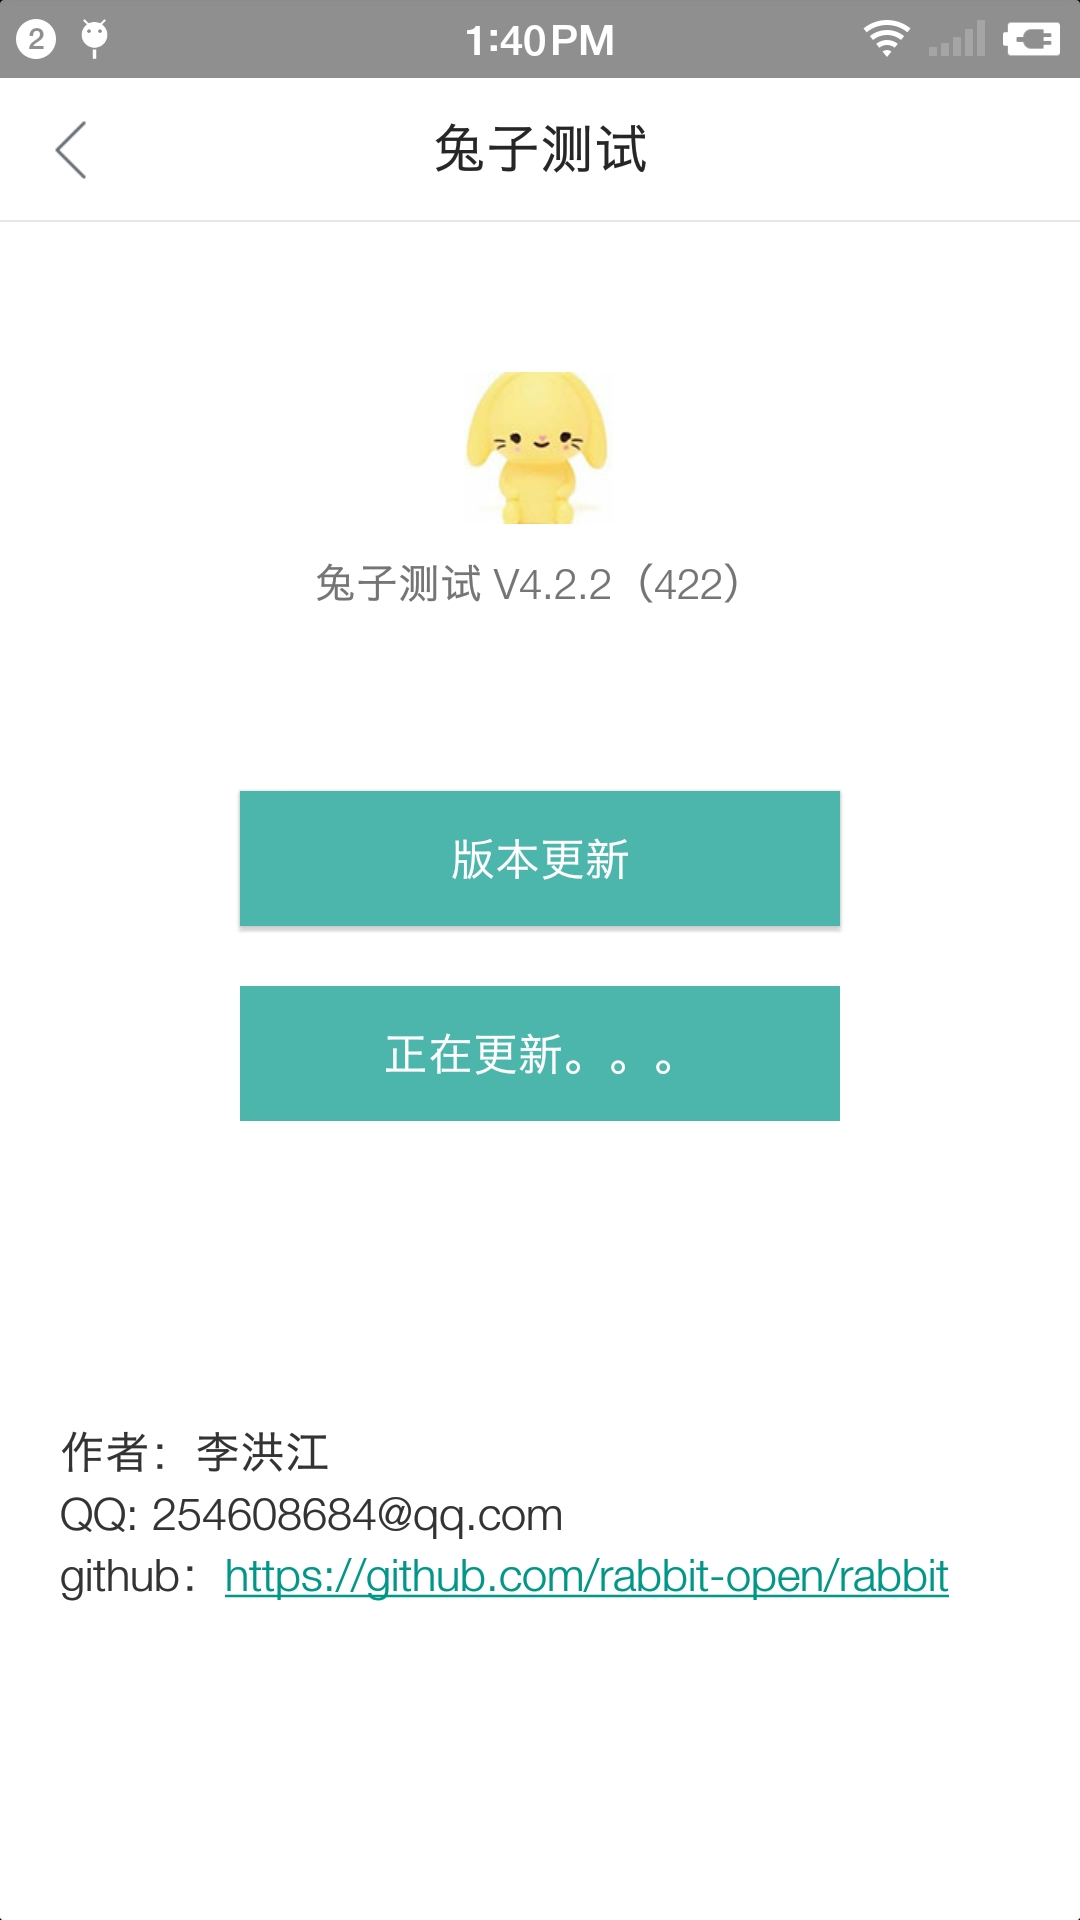 2
1:40PM
兔子测试
兔子测试 V4.2.2（422）
版本更新
正在更新。。。
作者：李洪江
QQ: 254608684@qq.com
github：https://github.com/rabbit-open/rabbit